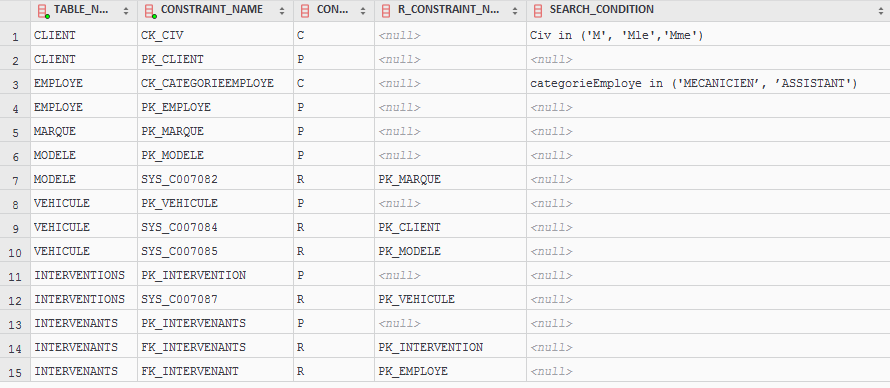 TABLE_N... CONSTRAINT_NAME CON... R_CONSTRAINT_N... SEARCH_CONDITION
1 CLIENT CK_CIV C <null> Civ in ('M', 'Mle','Mme')
2 CLIENT PK_CLIENT P <null> <null>
3 EMPLOYE CK_CATEGORIEEMPLOYE C <null> categorieEmploye in ('MECANICIEN’, ’ASSISTANT')
4 EMPLOYE PK_EMPLOYE P <null> <null>
5 MARQUE PK_MARQUE P <null> <null>
6 MODELE PK_MODELE P <null> <null>
7 MODELE SYS_C007082 R PK_MARQUE <null>
8 VEHICULE PK_VEHICULE P <null> <null>
9 VEHICULE SYS_C007084 R PK_CLIENT <null>
10 VEHICULE SYS_C007085 R PK_MODELE <null>
11 INTERVENTIONS PK_INTERVENTION P <null> <null>
12 INTERVENTIONS SYS_C007087 R PK_VEHICULE <null>
13 INTERVENANTS PK_INTERVENANTS P <null> <null>
14 INTERVENANTS FK_INTERVENANTS R PK_INTERVENTION <null>
15 INTERVENANTS FK_INTERVENANT R PK_EMPLOYE <null>